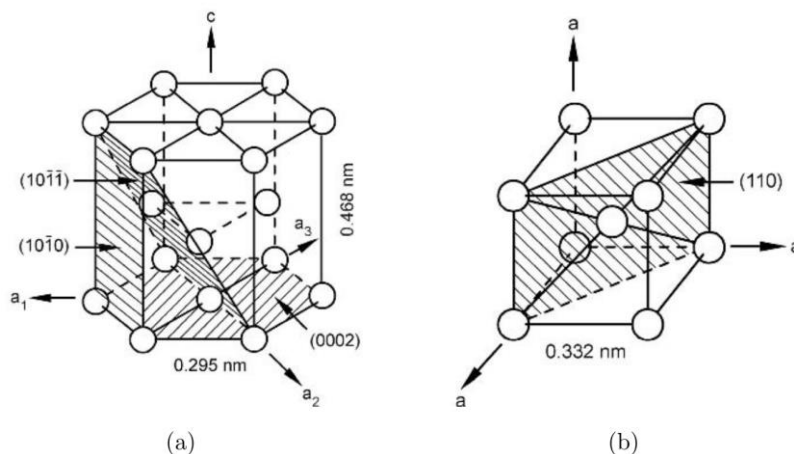 c
(101̄1̄)
(101̄0)
a₁
a₃
0.468 nm
(0002)
0.295 nm
a₂
(a)
a
(110)
a
0.332 nm
a
(b)